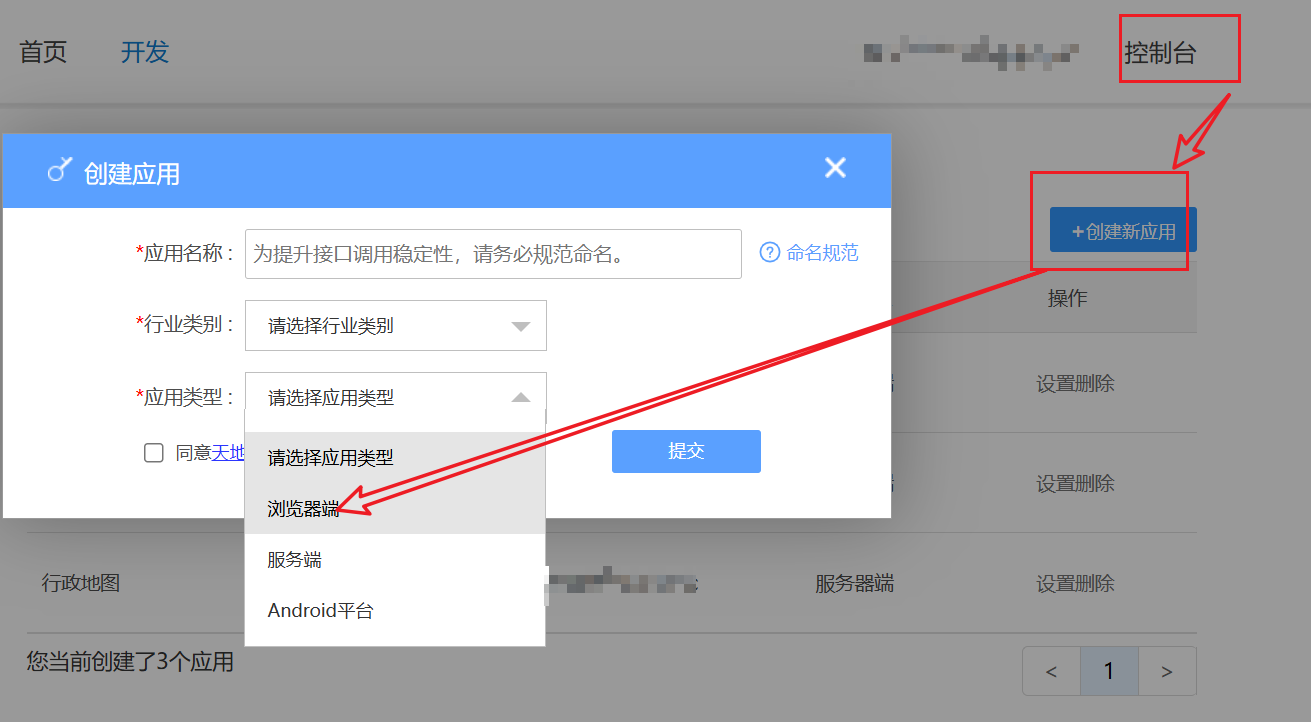 首页
开发
控制台
创建应用
+创建新应用
*应用名称：
为提升接口调用稳定性，请务必规范命名。
? 命名规范
操作
*行业类别：
请选择行业类别
*应用类型：
请选择应用类型
设置删除
同意天地
请选择应用类型
提交
浏览器端
设置删除
服务端
行政地图
服务器端
设置删除
Android平台
您当前创建了3个应用
< 1 >